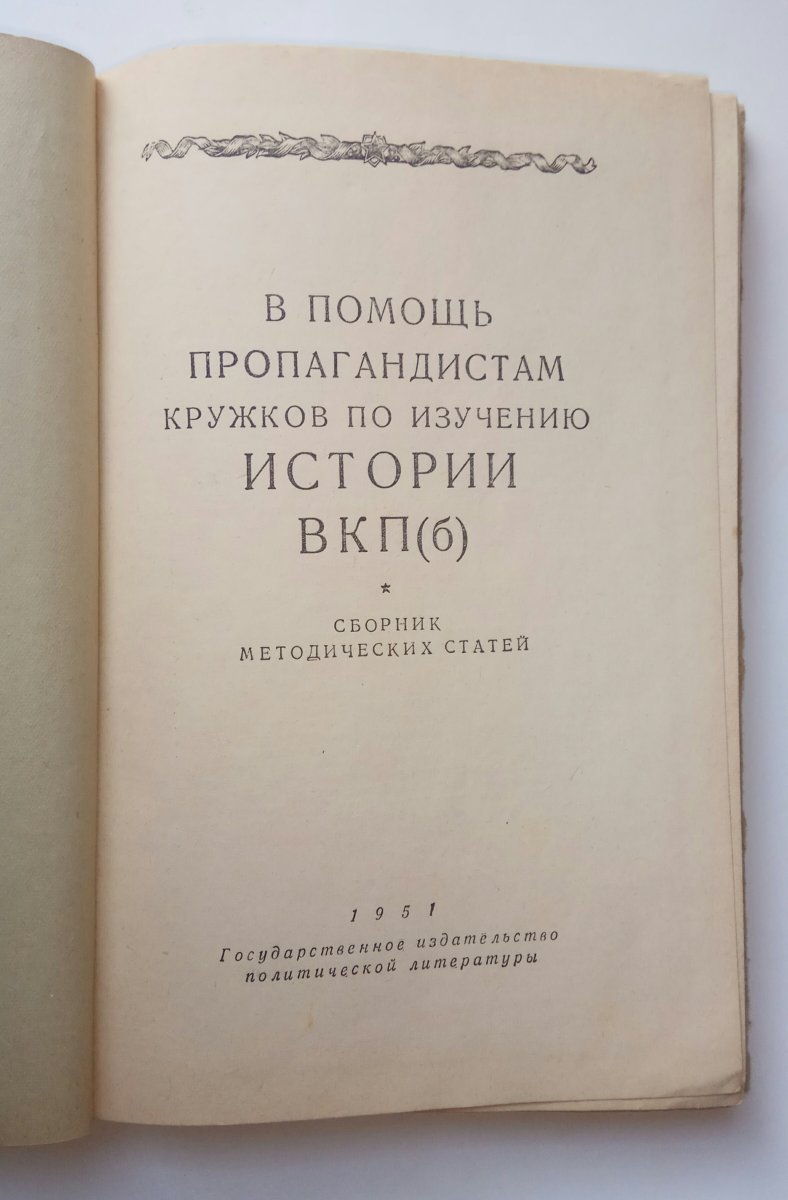 В ПОМОЩЬ
ПРОПАГАНДИСТАМ
КРУЖКОВ ПО ИЗУЧЕНИЮ
ИСТОРИИ
ВКП(б)
СБОРНИК
МЕТОДИЧЕСКИХ СТАТЕЙ
1951
Государственное издательство
политической литературы